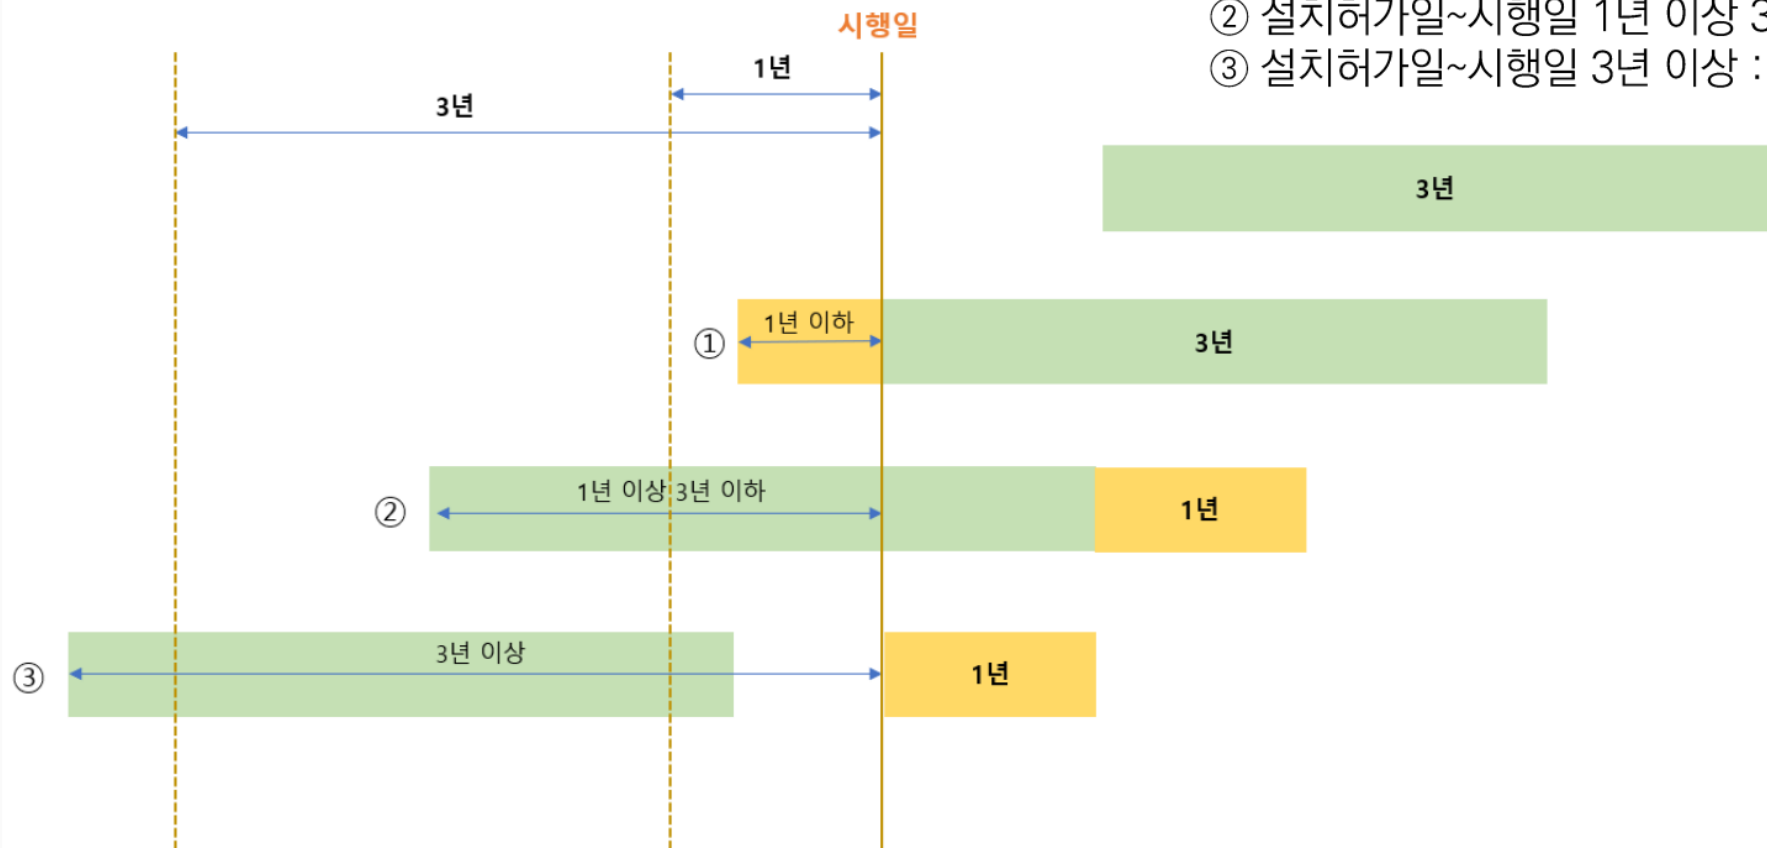 ② 설치허가일~시행일 1년 이상 3
③ 설치허가일~시행일 3년 이상 :
시행일
1년
3년
3년
① 1년 이하
3년
② 1년 이상 3년 이하
1년
③ 3년 이상
1년